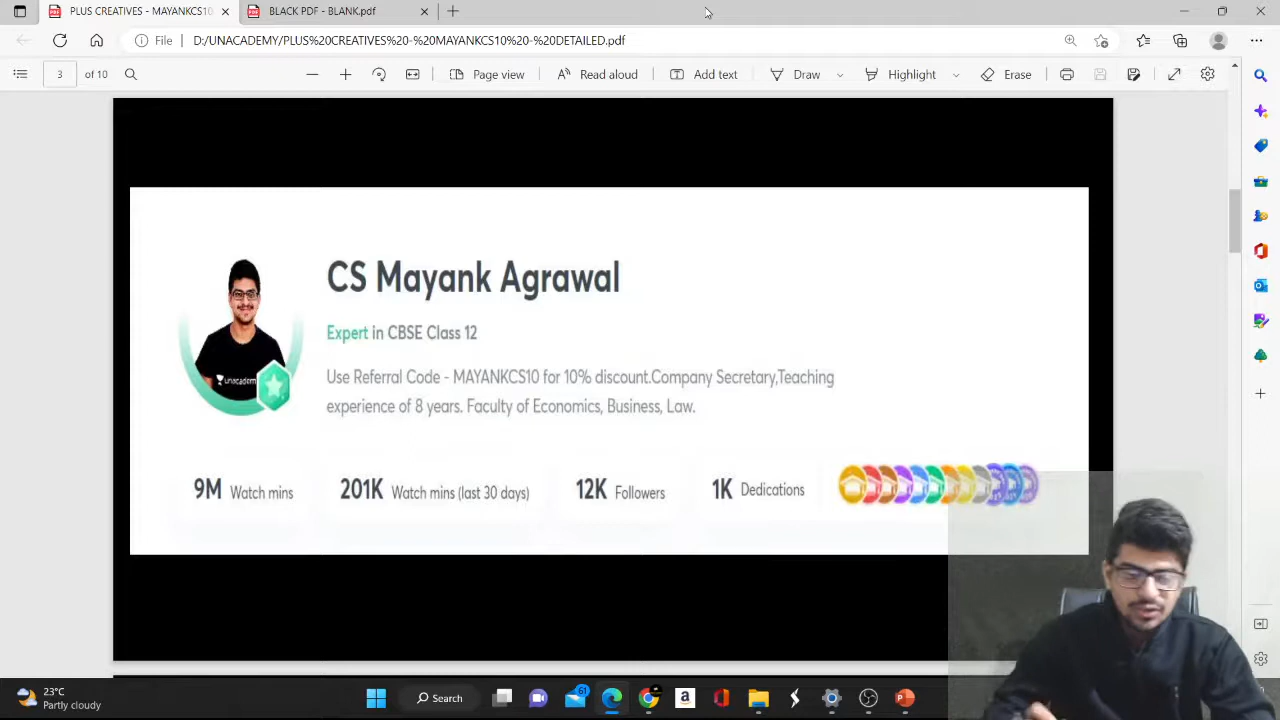 PLUS CREATIVES - MAYANKCS10
BLACK PDF - BLANK.pdf
File
D:/UNACADEMY/PLUS%20CREATIVES%20-%20MAYANKCS10%20-%20DETAILED.pdf
3 of 10
Page view
Read aloud
Add text
Draw
Highlight
Erase
CS Mayank Agrawal
Expert in CBSE Class 12
Use Referral Code - MAYANKCS10 for 10% discount.Company Secretary,Teaching
experience of 8 years. Faculty of Economics, Business, Law.
unacademy
9M Watch mins
201K Watch mins (last 30 days)
12K Followers
1K Dedications
23°C
Partly cloudy
Search
61